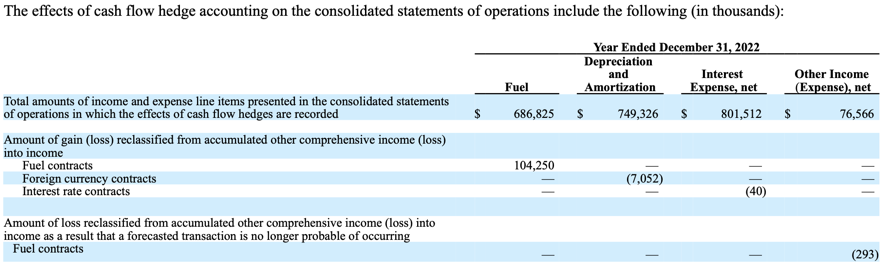 The effects of cash flow hedge accounting on the consolidated statements of operations include the following (in thousands):
Year Ended December 31, 2022
Fuel Depreciation and Amortization Interest Expense, net Other Income (Expense), net
Total amounts of income and expense line items presented in the consolidated statements
of operations in which the effects of cash flow hedges are recorded $ 686,825 $ 749,326 $ 801,512 $ 76,566
Amount of gain (loss) reclassified from accumulated other comprehensive income (loss)
into income
Fuel contracts 104,250 — — —
Foreign currency contracts — (7,052) — —
Interest rate contracts — — (40) —
Amount of loss reclassified from accumulated other comprehensive income (loss) into
income as a result that a forecasted transaction is no longer probable of occurring
Fuel contracts — — — (293)